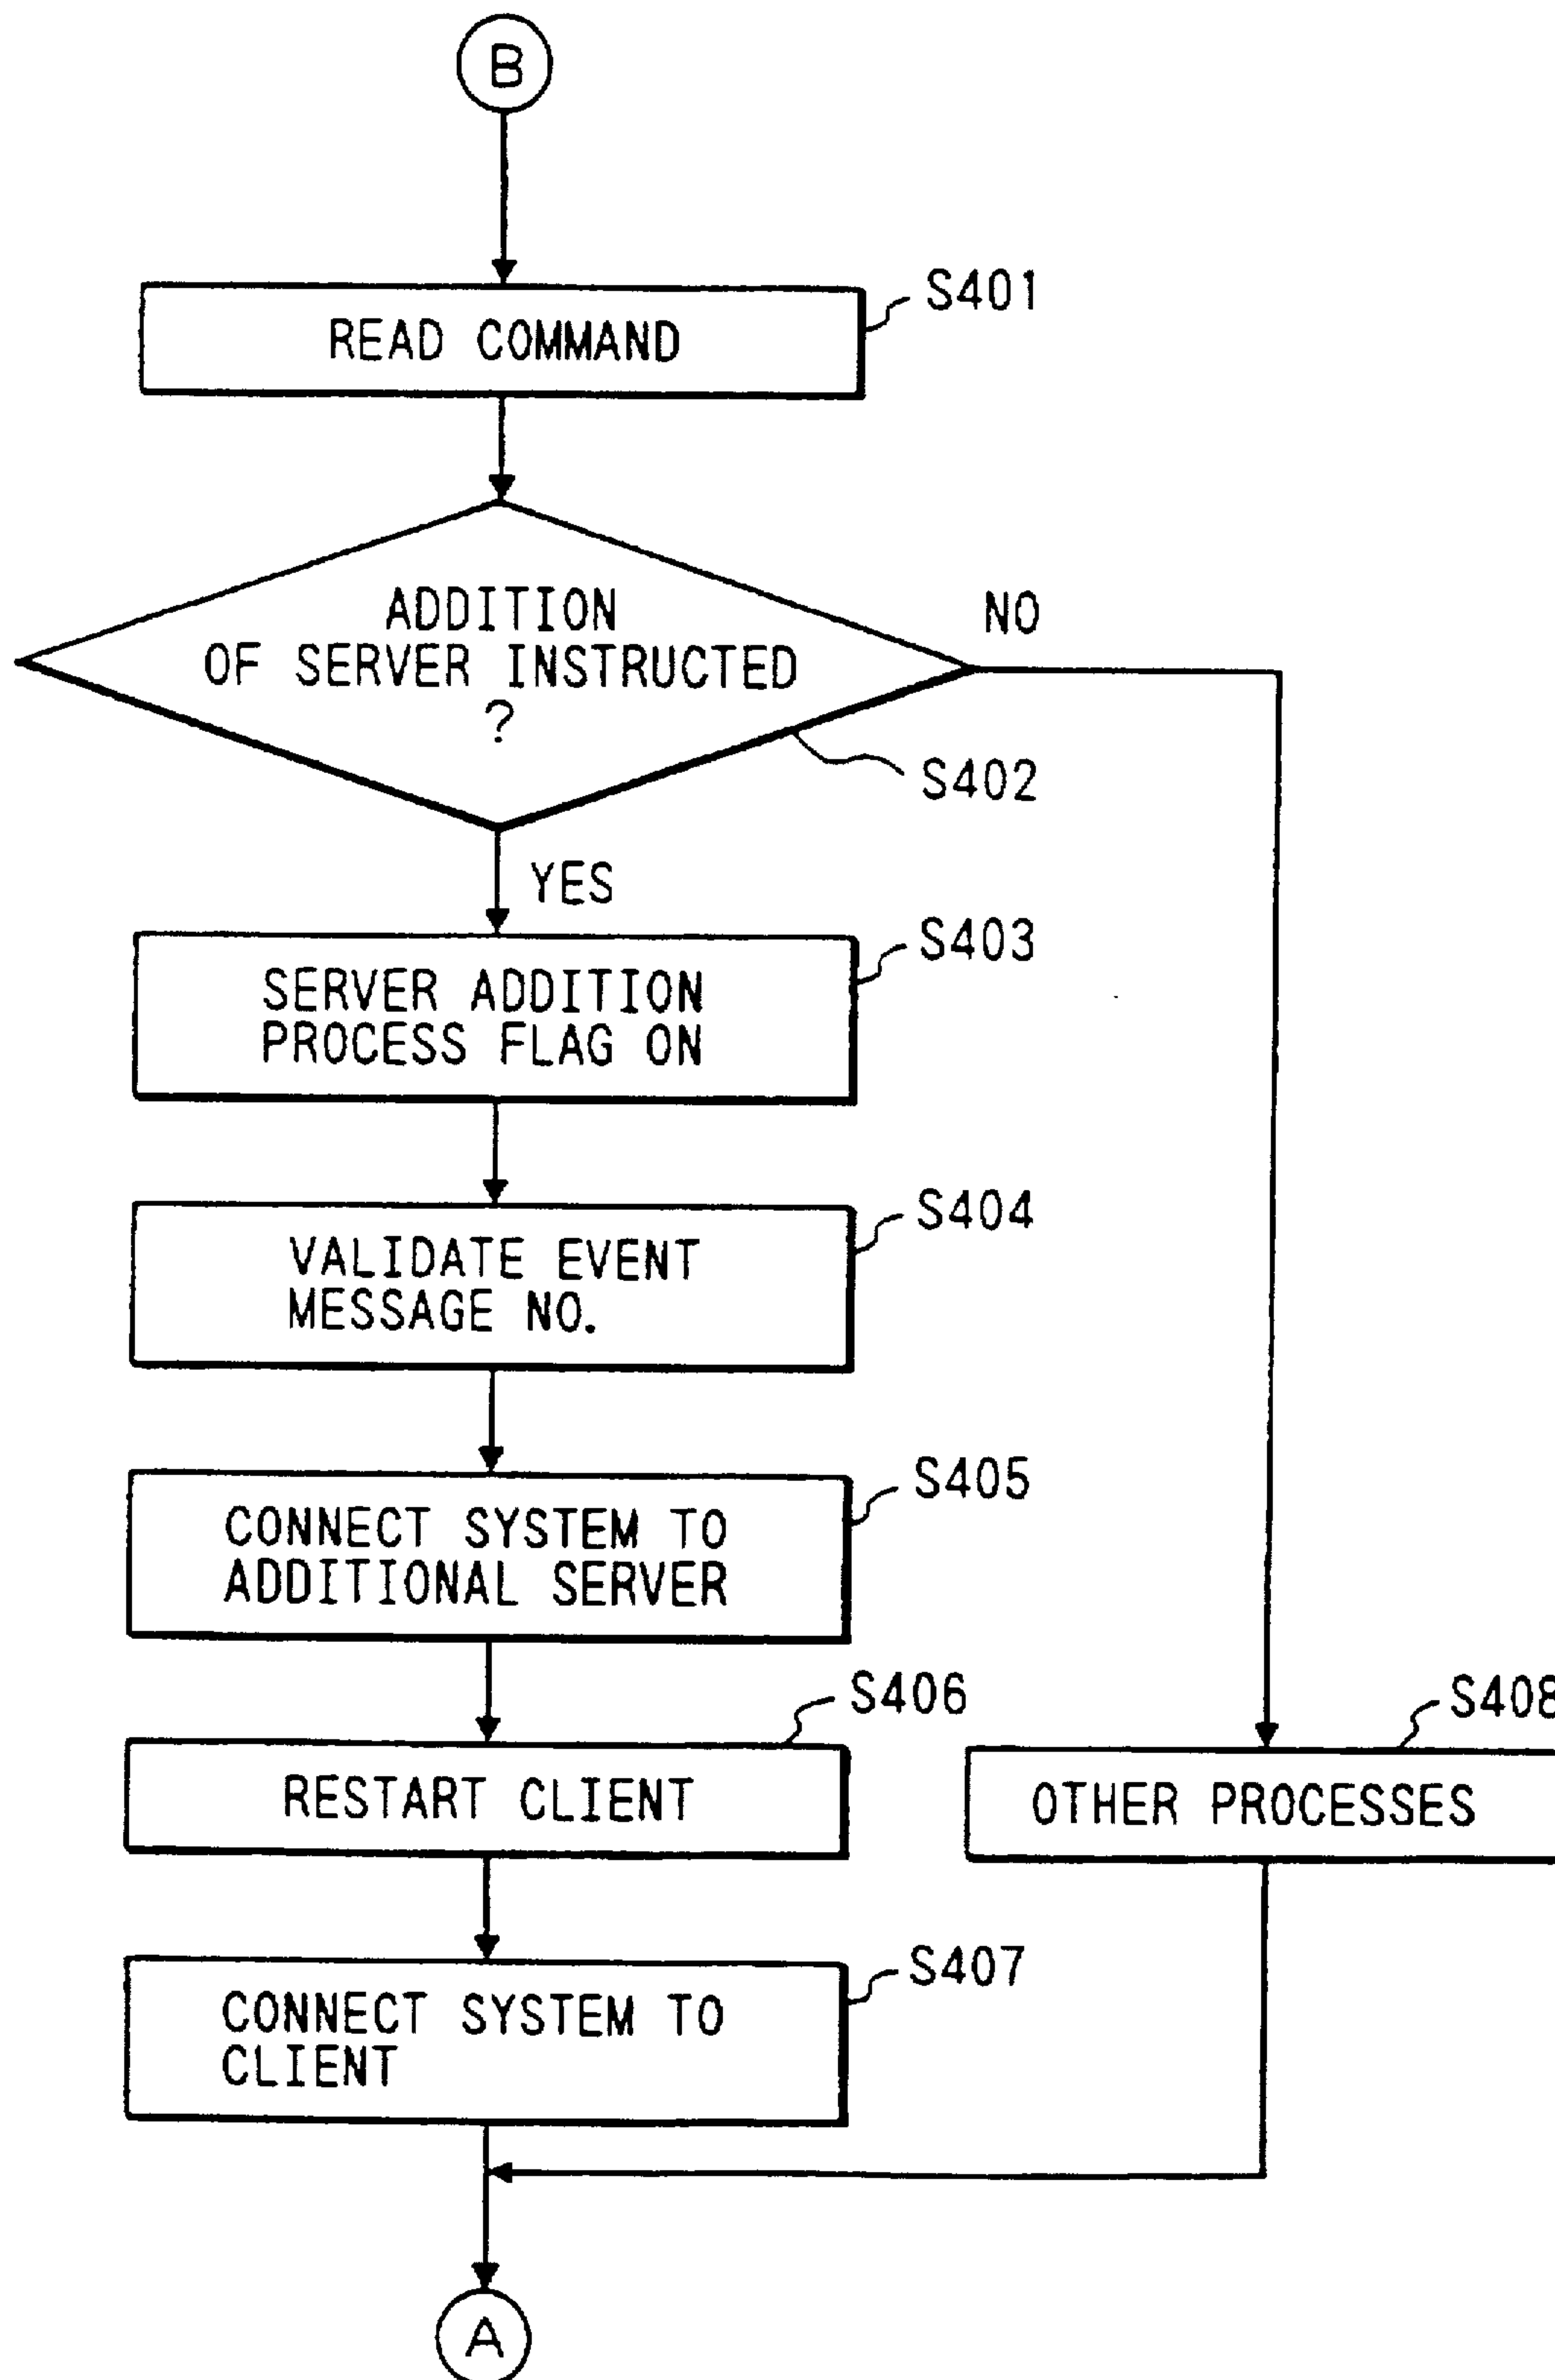 B
S401
READ COMMAND
ADDITION
OF SERVER INSTRUCTED
?
NO
S402
YES
S403
SERVER ADDITION
PROCESS FLAG ON
S404
VALIDATE EVENT
MESSAGE NO.
S405
CONNECT SYSTEM TO
ADDITIONAL SERVER
S406
RESTART CLIENT
S408
OTHER PROCESSES
S407
CONNECT SYSTEM TO
CLIENT
A